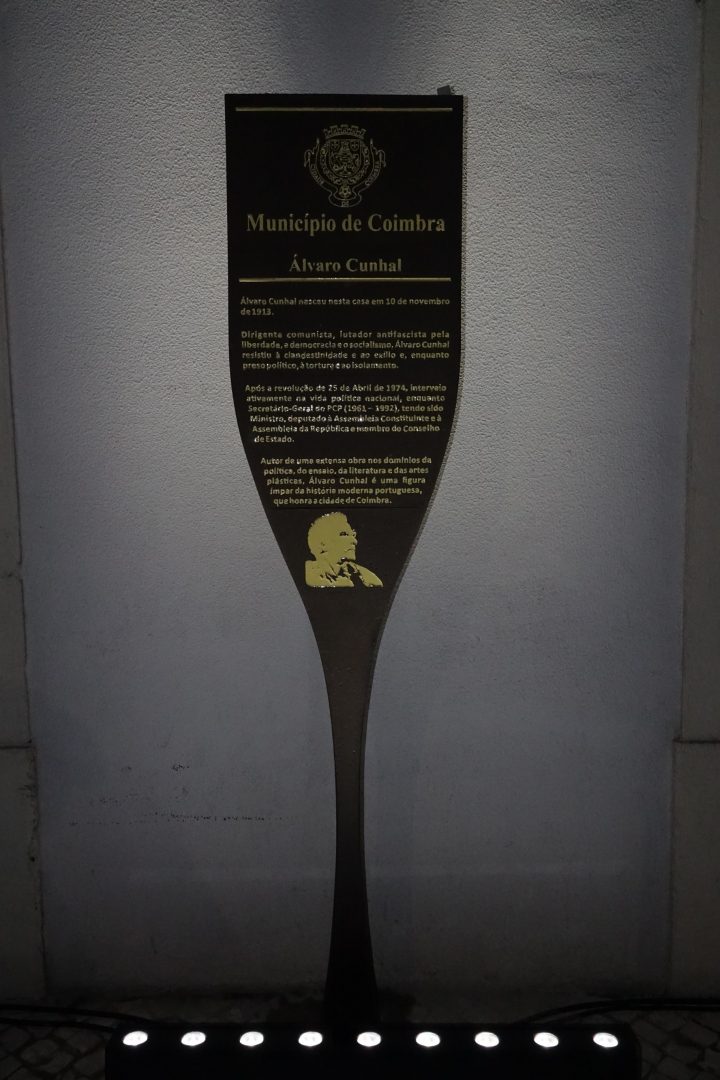 CIDADE DE COIMBRA
Município de Coimbra
Álvaro Cunhal
Álvaro Cunhal nasceu nesta casa em 10 de novembro
de 1913.
Dirigente comunista, lutador antifascista pela
liberdade, a democracia e o socialismo. Álvaro Cunhal
resistiu à clandestinidade e ao exílio e, enquanto
preso político, à tortura e ao isolamento.
Após a revolução de 25 de Abril de 1974, interveio
ativamente na vida política nacional, enquanto
Secretário-Geral do PCP (1961 – 1992), tendo sido
Ministro, deputado à Assembleia Constituinte e à
Assembleia da República e membro do Conselho
de Estado.
Autor de uma extensa obra nos domínios da
política, do ensaio, da literatura e das artes
plásticas, Álvaro Cunhal é uma figura
ímpar da história moderna portuguesa,
que honra a cidade de Coimbra.